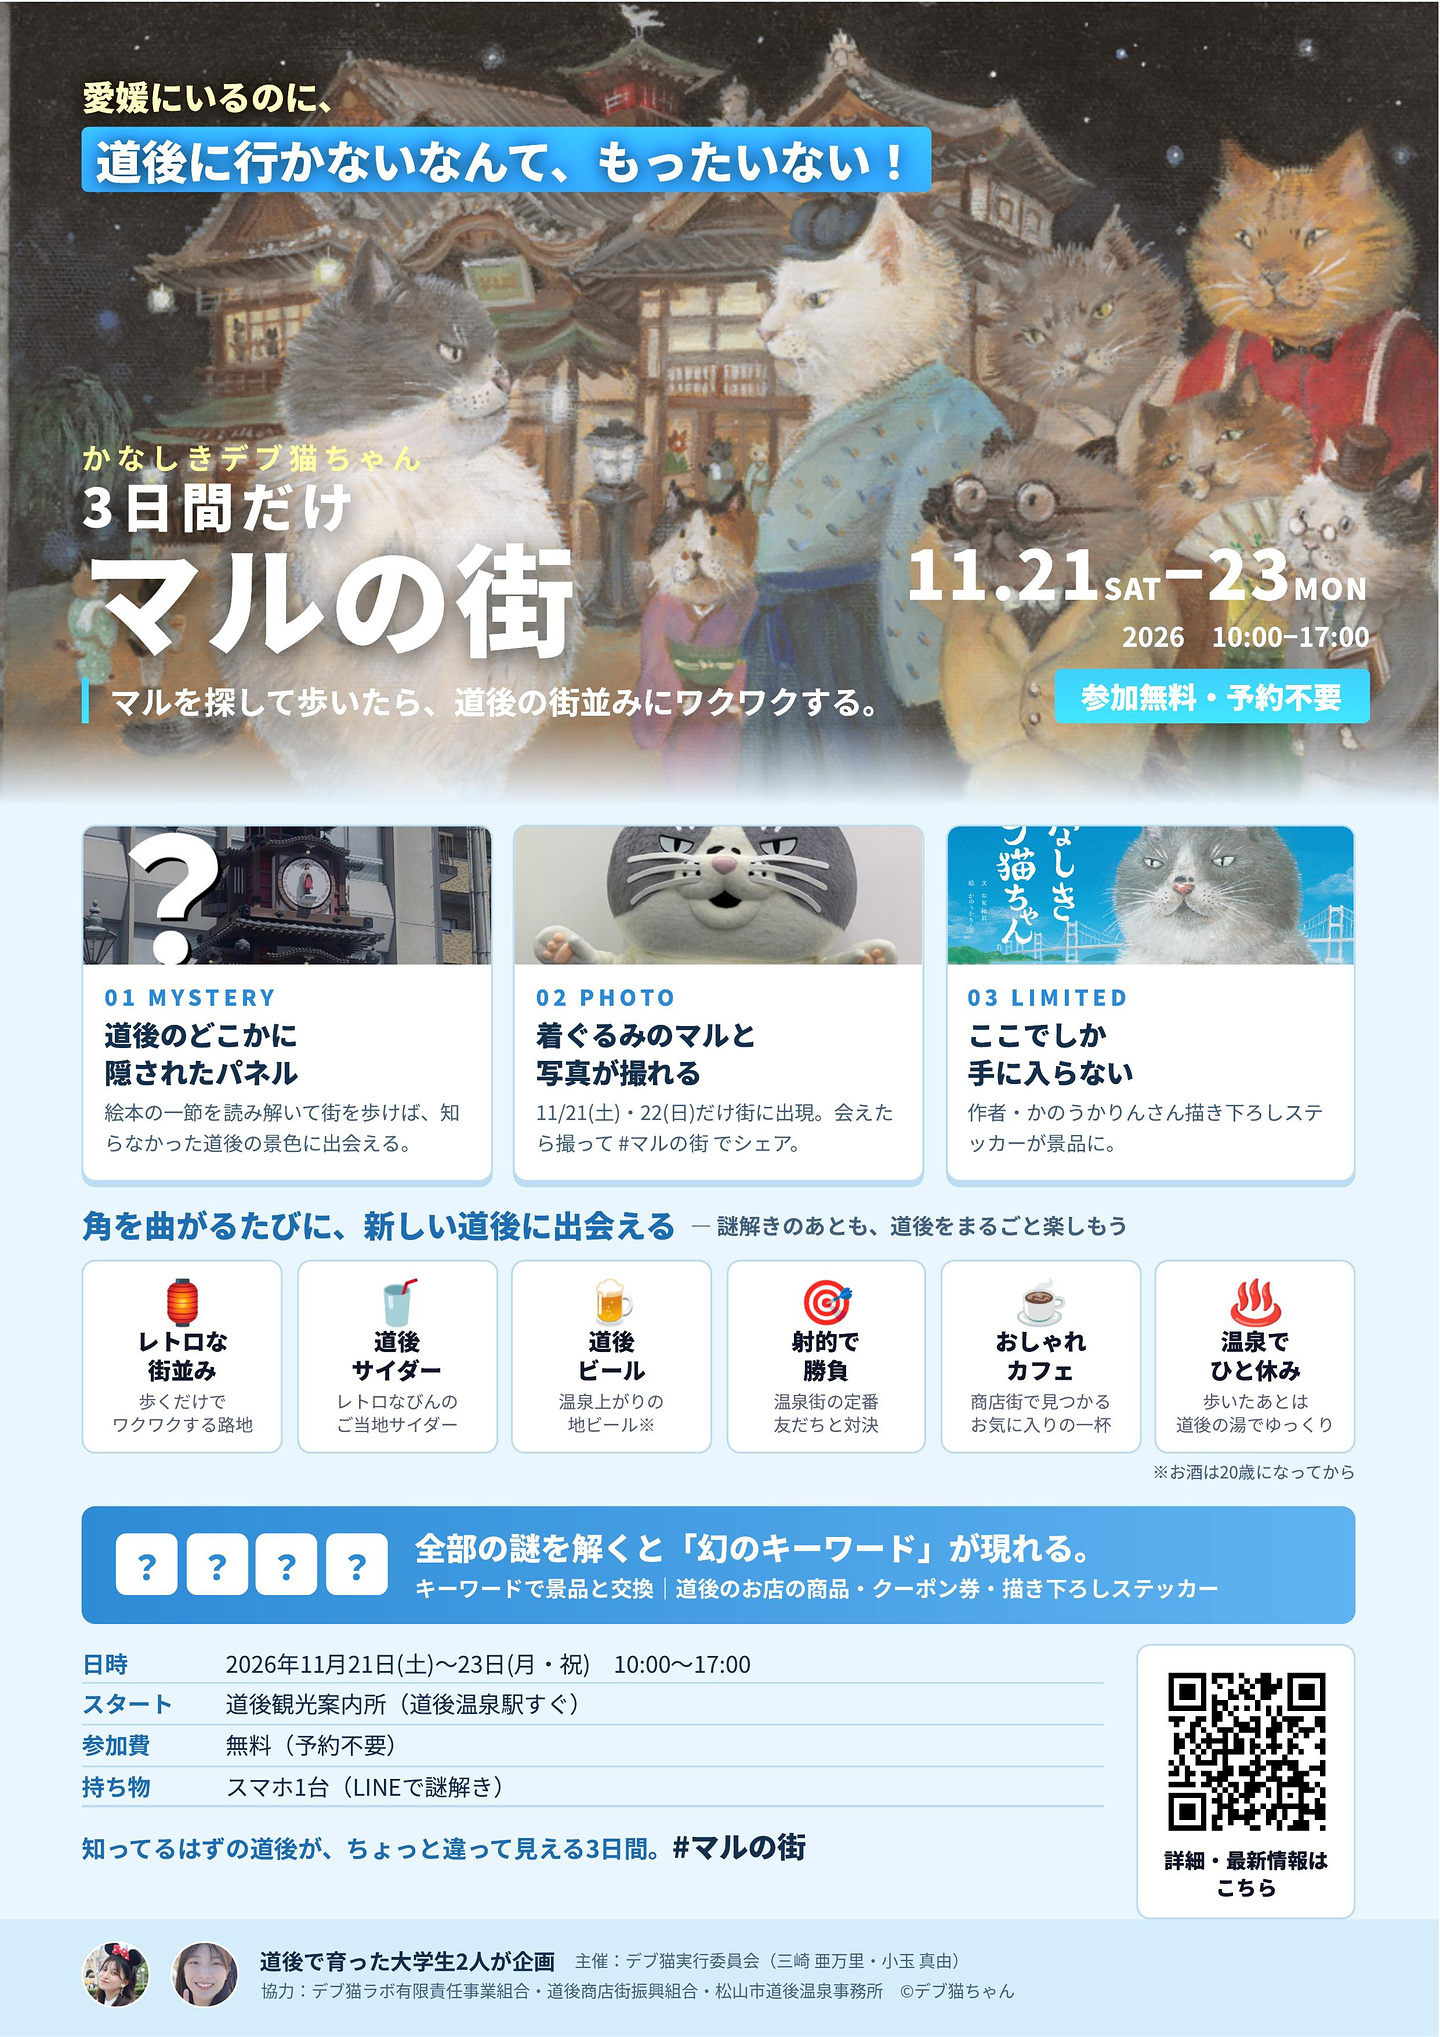 愛媛にいるのに、
道後に行かないなんて、もったいない！
かなしきデブ猫ちゃん
3日間だけ
マルの街
マルを探して歩いたら、道後の街並みにワクワクする。
11.21SAT–23MON
2026 10:00–17:00
参加無料・予約不要
?
なしき
ブ猫ちゃん
01 MYSTERY
道後のどこかに
隠されたパネル
絵本の一節を読み解いて街を歩けば、知
らなかった道後の景色に出会える。
02 PHOTO
着ぐるみのマルと
写真が撮れる
11/21(土)・22(日)だけ街に出現。会えた
ら撮って #マルの街 でシェア。
03 LIMITED
ここでしか
手に入らない
作者・かのうかりんさん描き下ろしステ
ッカーが景品に。
角を曲がるたびに、新しい道後に出会える ― 謎解きのあとも、道後をまるごと楽しもう
レトロな
街並み
歩くだけで
ワクワクする路地
道後
サイダー
レトロなびんの
ご当地サイダー
道後
ビール
温泉上がりの
地ビール※
射的で
勝負
温泉街の定番
友だちと対決
おしゃれ
カフェ
商店街で見つかる
お気に入りの一杯
温泉で
ひと休み
歩いたあとは
道後の湯でゆっくり
※お酒は20歳になってから
? ? ? ?
全部の謎を解くと「幻のキーワード」が現れる。
キーワードで景品と交換｜道後のお店の商品・クーポン券・描き下ろしステッカー
日時 2026年11月21日(土)〜23日(月・祝) 10:00〜17:00
スタート 道後観光案内所（道後温泉駅すぐ）
参加費 無料（予約不要）
持ち物 スマホ1台（LINEで謎解き）
知ってるはずの道後が、ちょっと違って見える3日間。#マルの街
詳細・最新情報は
こちら
道後で育った大学生2人が企画 主催：デブ猫実行委員会（三崎 亜万里・小玉 真由）
協力：デブ猫ラボ有限責任事業組合・道後商店街振興組合・松山市道後温泉事務所 ©デブ猫ちゃん